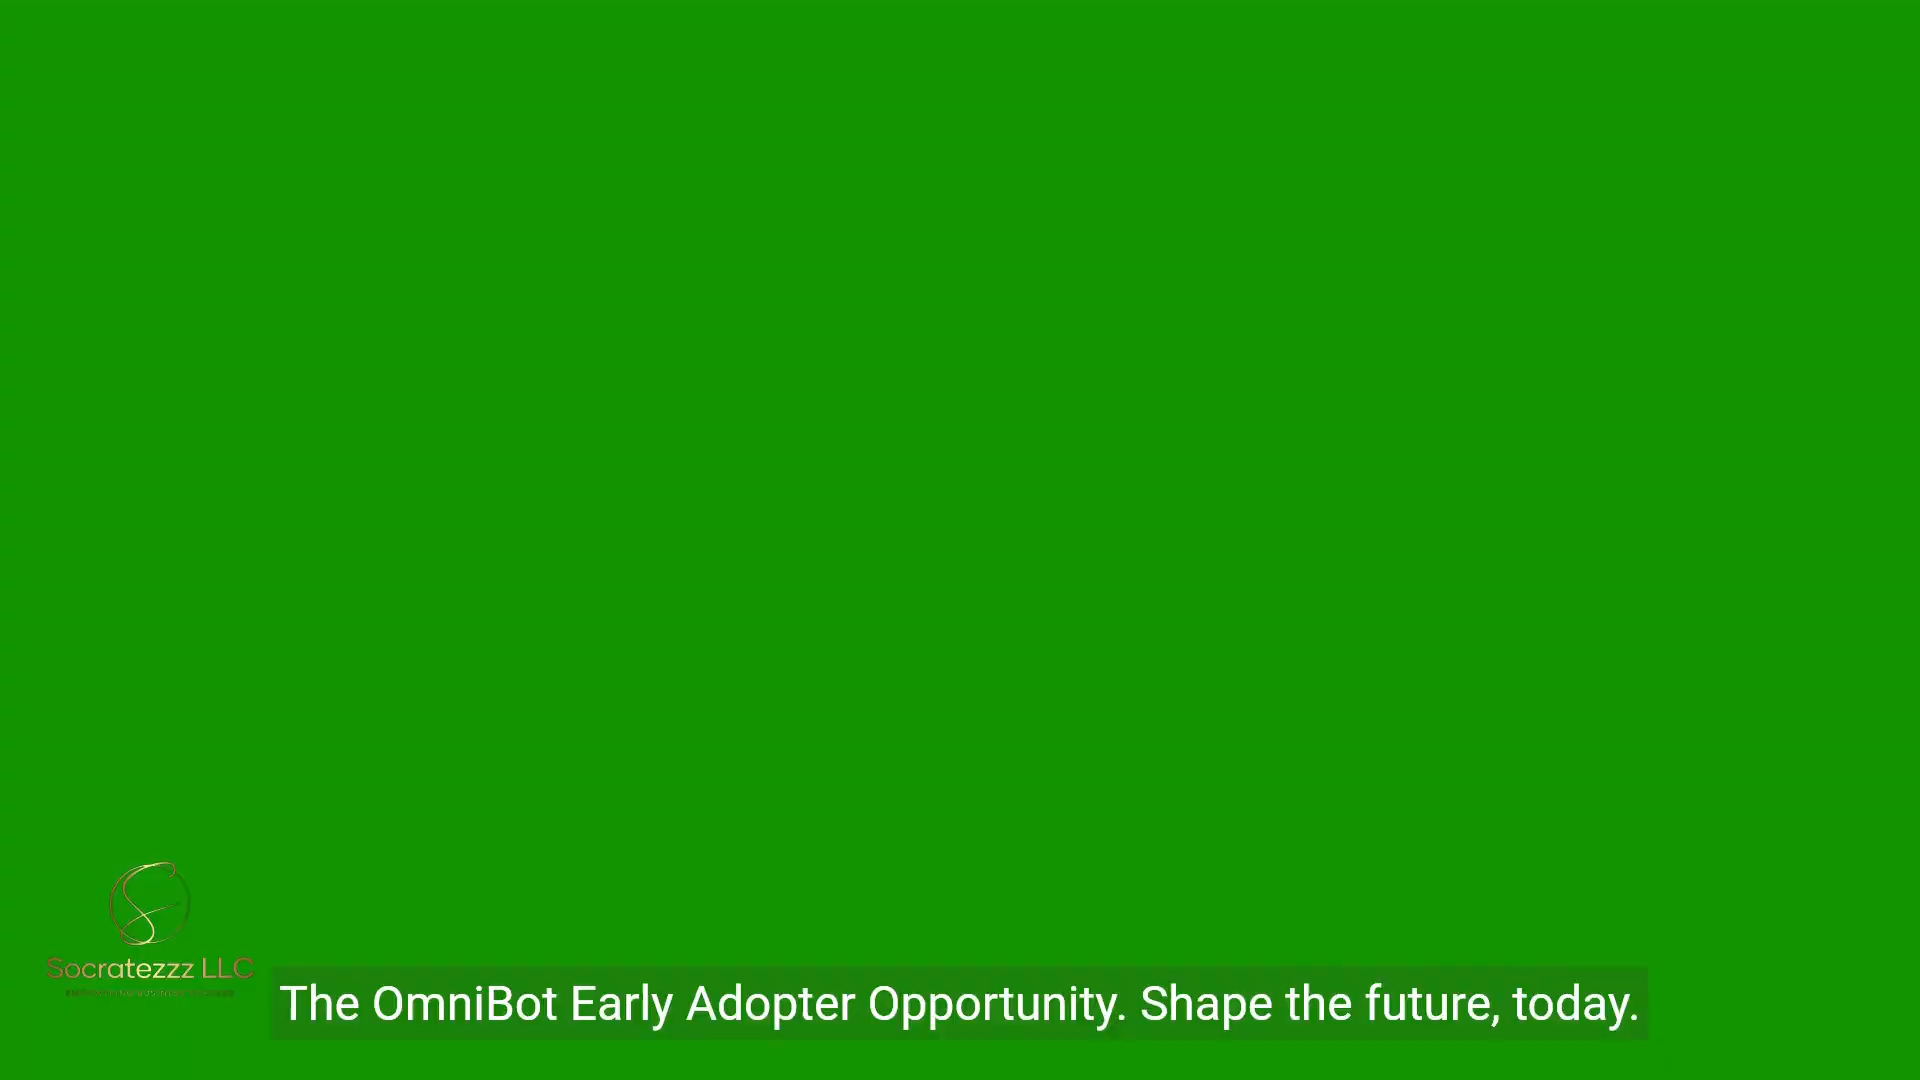 Socratezzz LLC
The OmniBot Early Adopter Opportunity. Shape the future, today.